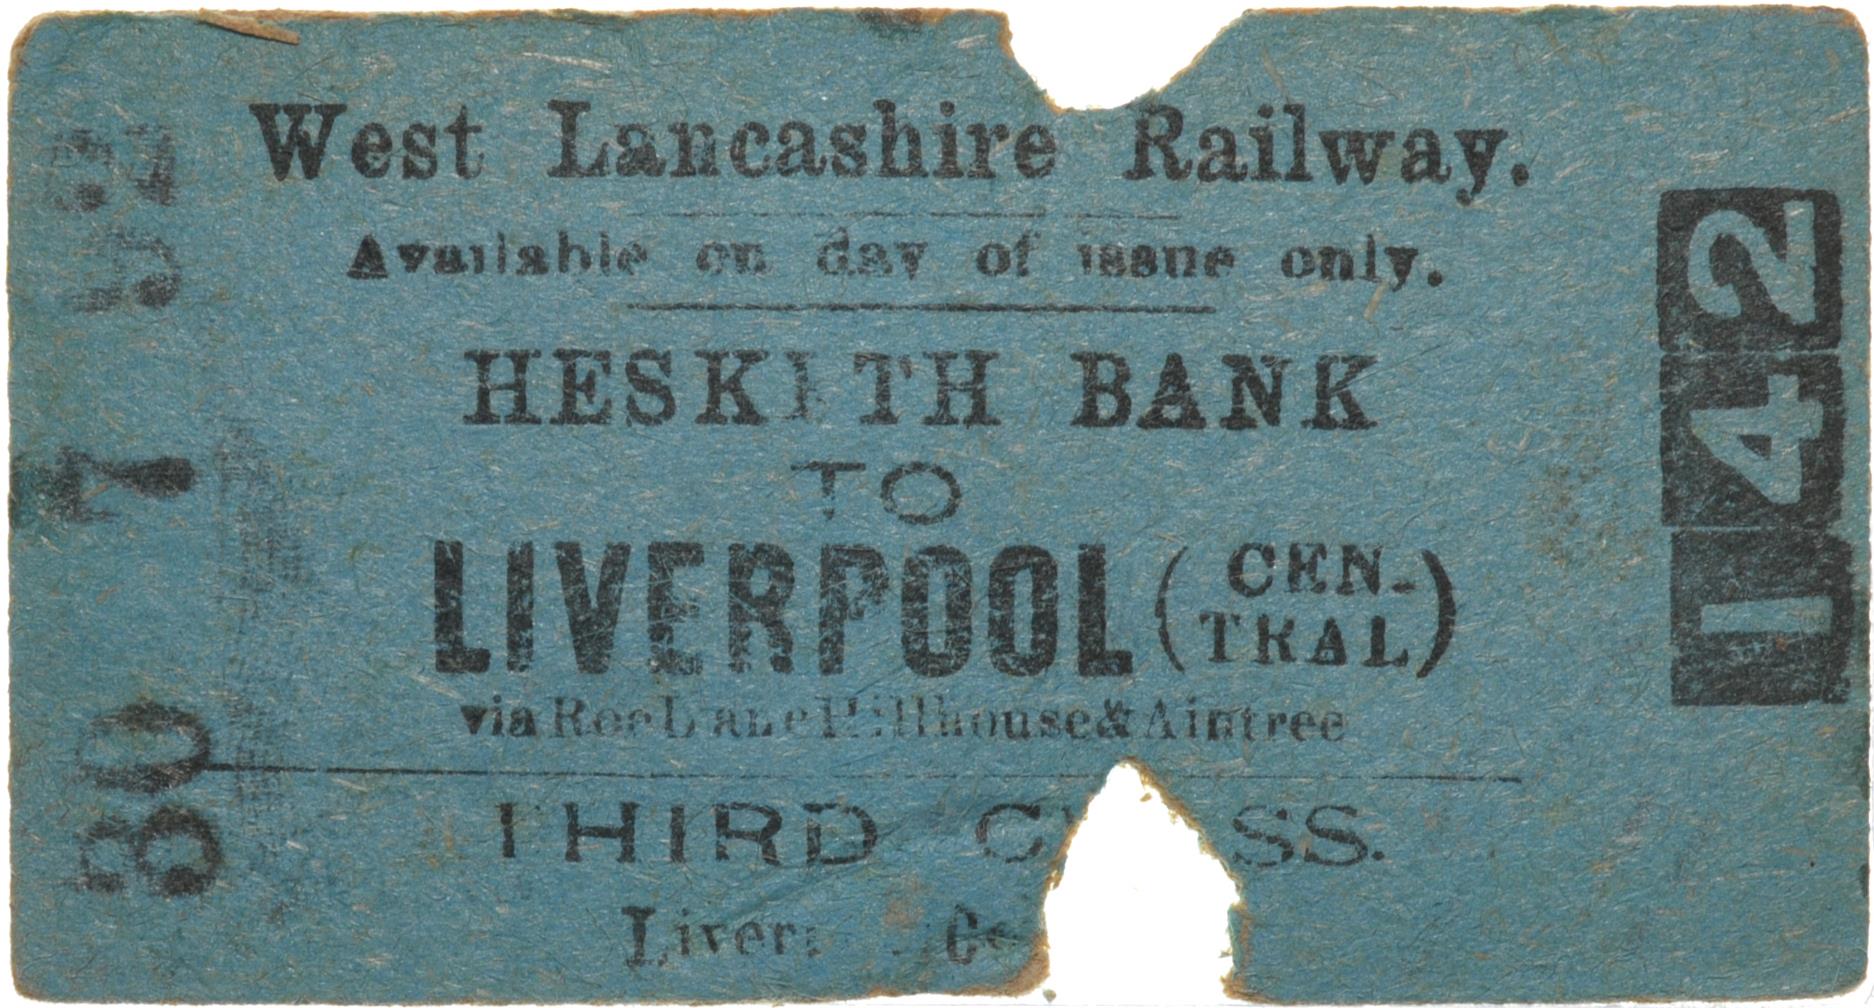 West Lancashire Railway.
Available on day of issue only.
HESKETH BANK
TO
LIVERPOOL (CEN-
TRAL)
via Roe Lane Hillhouse & Aintree
THIRD
142